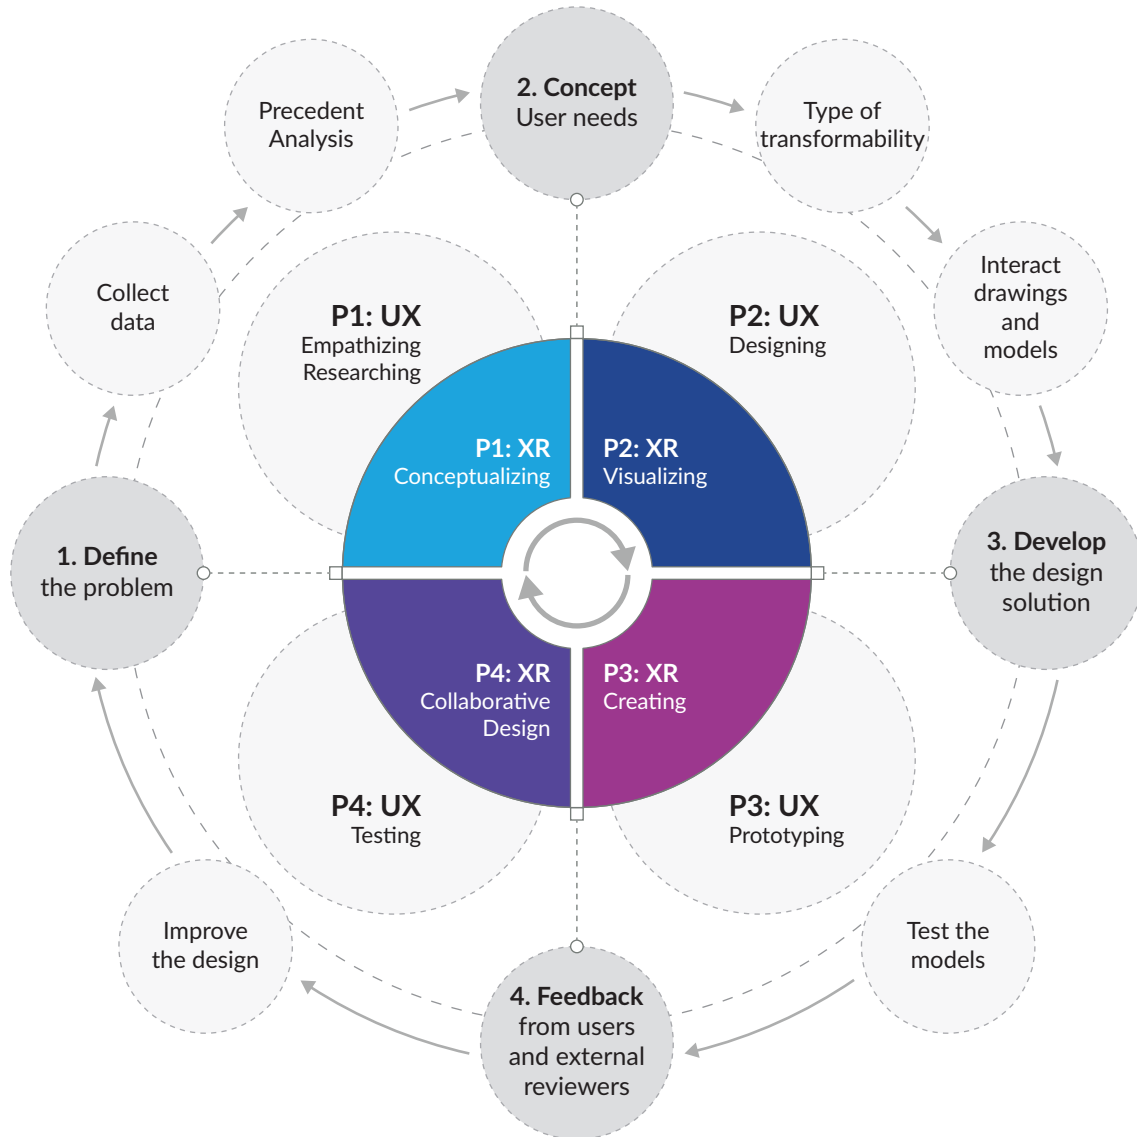 2. Concept
User needs
Precedent
Analysis
Type of
transformability
Collect
data
Interact
drawings
and
models
P1: UX
Empathizing
Researching
P2: UX
Designing
P1: XR
Conceptualizing
P2: XR
Visualizing
1. Define
the problem
3. Develop
the design
solution
P4: XR
Collaborative
Design
P3: XR
Creating
P4: UX
Testing
P3: UX
Prototyping
Improve
the design
Test the
models
4. Feedback
from users
and external
reviewers